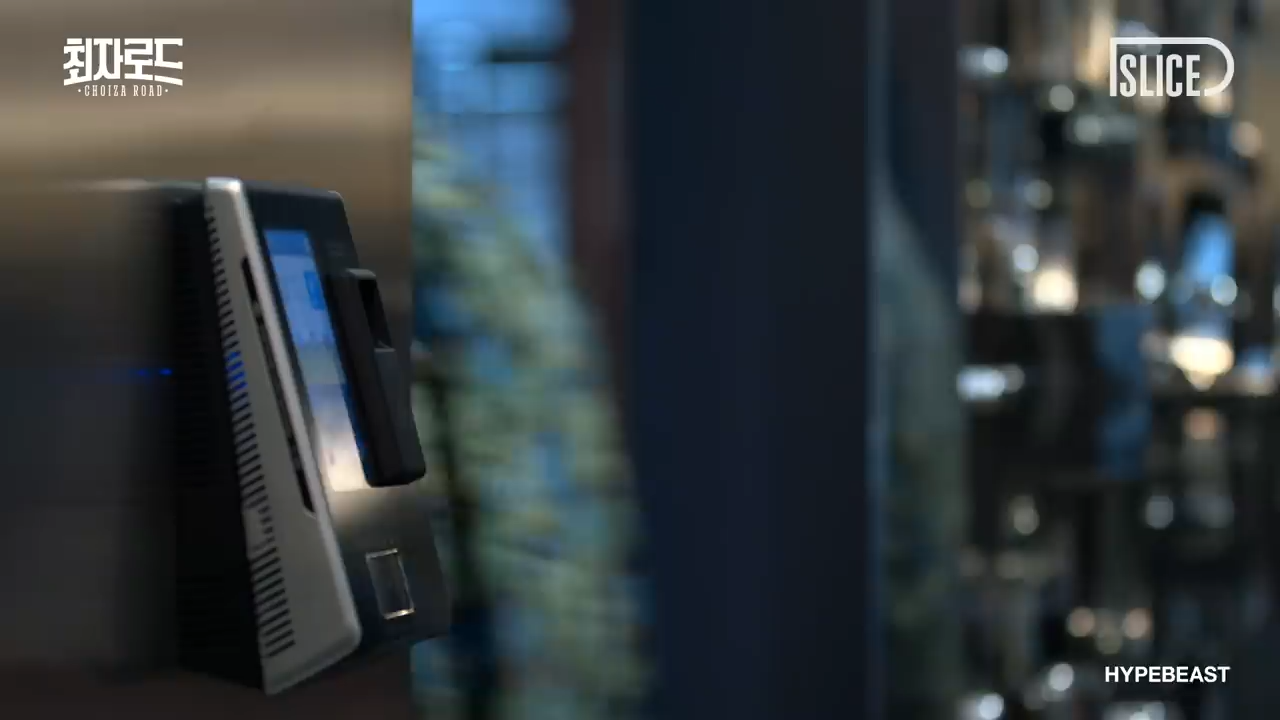 최자로드
• CHOIZA ROAD •
SLICE D
HYPEBEAST